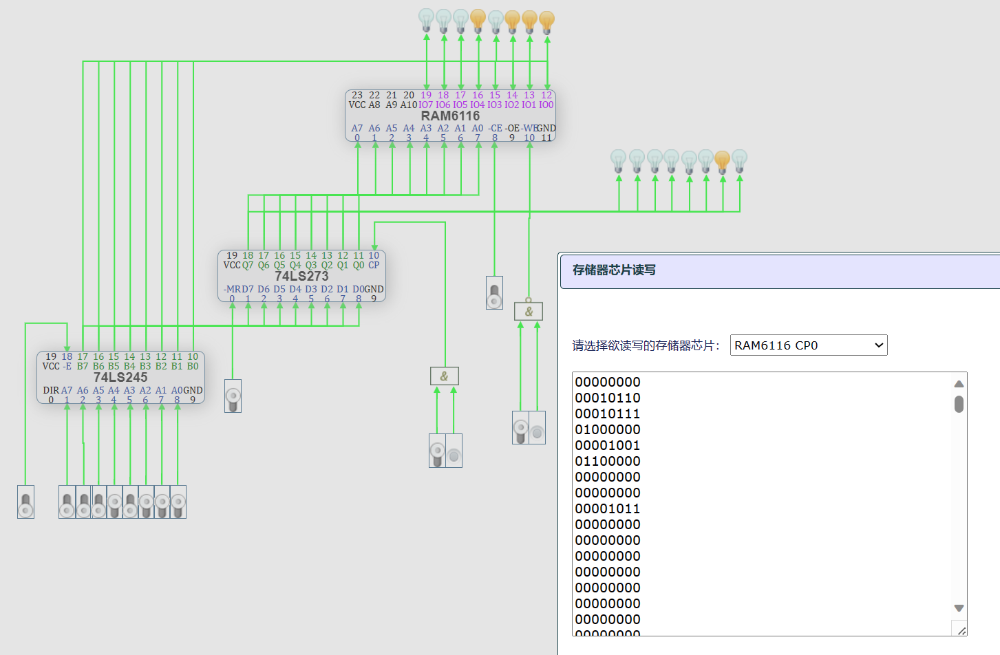 23 22 21 20 19 18 17 16 15 14 13 12
VCC A8 A9 A10 IO7 IO6 IO5 IO4 IO3 IO2 IO1 IO0
RAM6116
A7 A6 A5 A4 A3 A2 A1 A0 -CE -OE -WE GND
0 1 2 3 4 5 6 7 8 9 10 11
19 18 17 16 15 14 13 12 11 10
VCC Q7 Q6 Q5 Q4 Q3 Q2 Q1 Q0 CP
74LS273
-MR D7 D6 D5 D4 D3 D2 D1 D0 GND
0 1 2 3 4 5 6 7 8 9
&
19 18 17 16 15 14 13 12 11 10
VCC -E B7 B6 B5 B4 B3 B2 B1 B0
74LS245
DIR A7 A6 A5 A4 A3 A2 A1 A0 GND
0 1 2 3 4 5 6 7 8 9
&
存储器芯片读写
请选择欲读写的存储器芯片： RAM6116 CP0
00000000
00010110
00010111
01000000
00001001
01100000
00000000
00000000
00001011
00000000
00000000
00000000
00000000
00000000
00000000
00000000
00000000